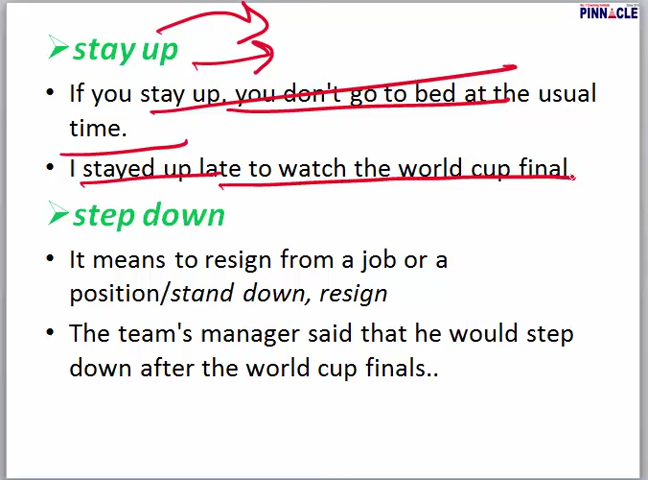 PINNACLE
stay up
If you stay up, you don't go to bed at the usual
time.
I stayed up late to watch the world cup final.
step down
It means to resign from a job or a
position/stand down, resign
The team's manager said that he would step
down after the world cup finals..